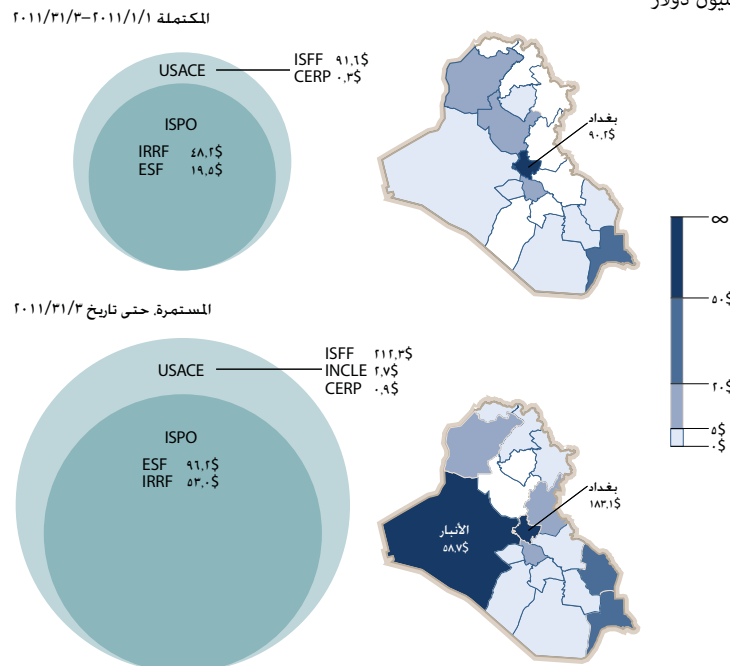 مليون دولار
المكتملة ٢٠١١/١/١–٢٠١١/٣١/٣
USACE
ISFF ٩١,٦$
CERP ٠,٣$
ISPO
IRRF ٤٨,٢$
ESF ١٩,٥$
بغداد
٩٠,٢$
∞
٥٠$
٢٠$
٥$
٠$
المستمرة, حتى تاريخ ٢٠١١/٣١/٣
USACE
ISFF ٢١٢,٣$
INCLE ٢,٧$
CERP ٠,٩$
ISPO
ESF ٩٦,٢$
IRRF ٥٣,٠$
بغداد
١٨٣,١$
الأنبار
٥٨,٧$